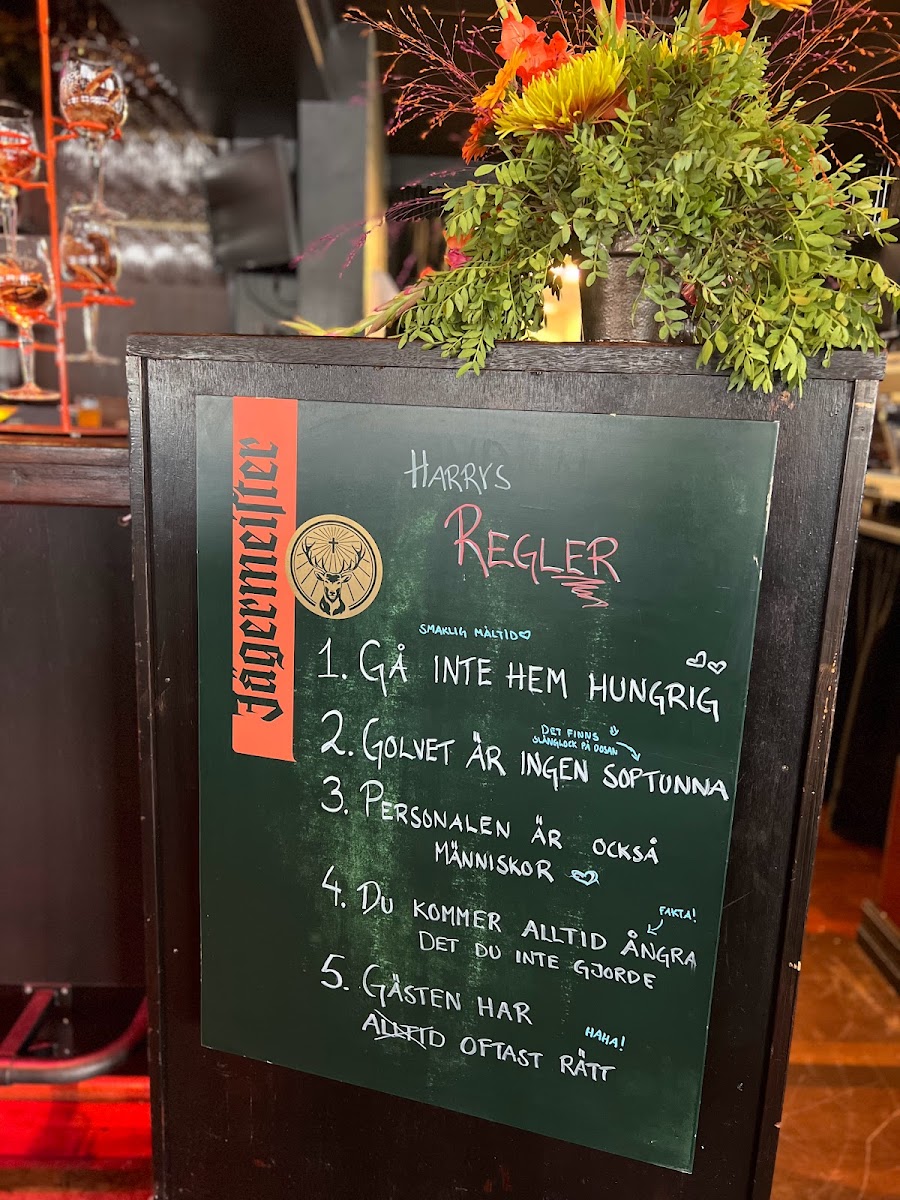 Jägermeister
HARRYS
REGLER
SMAKLIG MÅLTID
1. GÅ INTE HEM HUNGRIG
DET FINNS
SLÄNGLOCK PÅ DOSAN
2. GOLVET ÄR INGEN SOPTUNNA
3. PERSONALEN ÄR OCKSÅ
MÄNNISKOR
FAKTA!
4. DU KOMMER ALLTID ÅNGRA
DET DU INTE GJORDE
5. GÄSTEN HAR
HAHA!
ALLTID OFTAST RÄTT